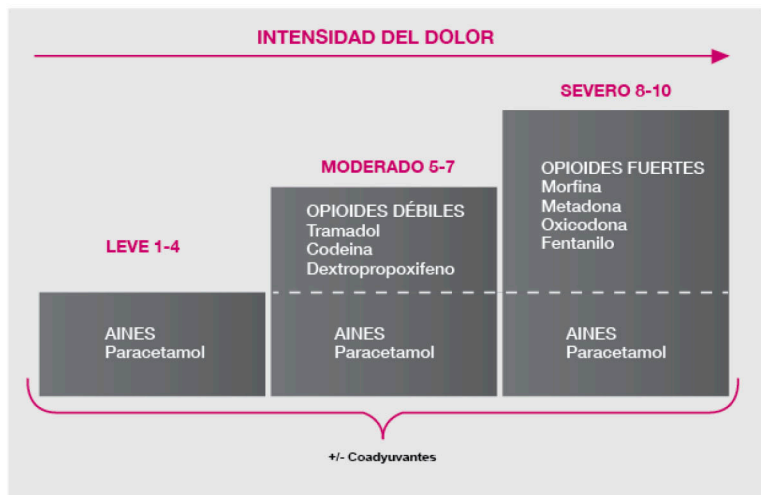 INTENSIDAD DEL DOLOR
SEVERO 8-10
MODERADO 5-7
LEVE 1-4
OPIOIDES FUERTES
Morfina
Metadona
Oxicodona
Fentanilo
OPIOIDES DÉBILES
Tramadol
Codeina
Dextropropoxifeno
AINES
Paracetamol
AINES
Paracetamol
AINES
Paracetamol
+/- Coadyuvantes